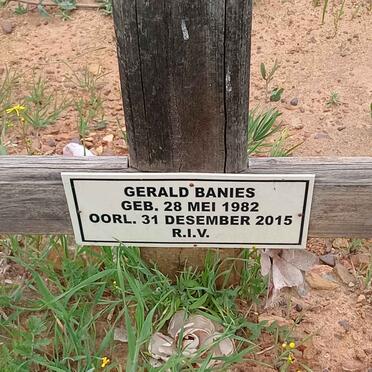 GERALD BANIES
GEB. 28 MEI 1982
OORL. 31 DESEMBER 2015
R.I.V.